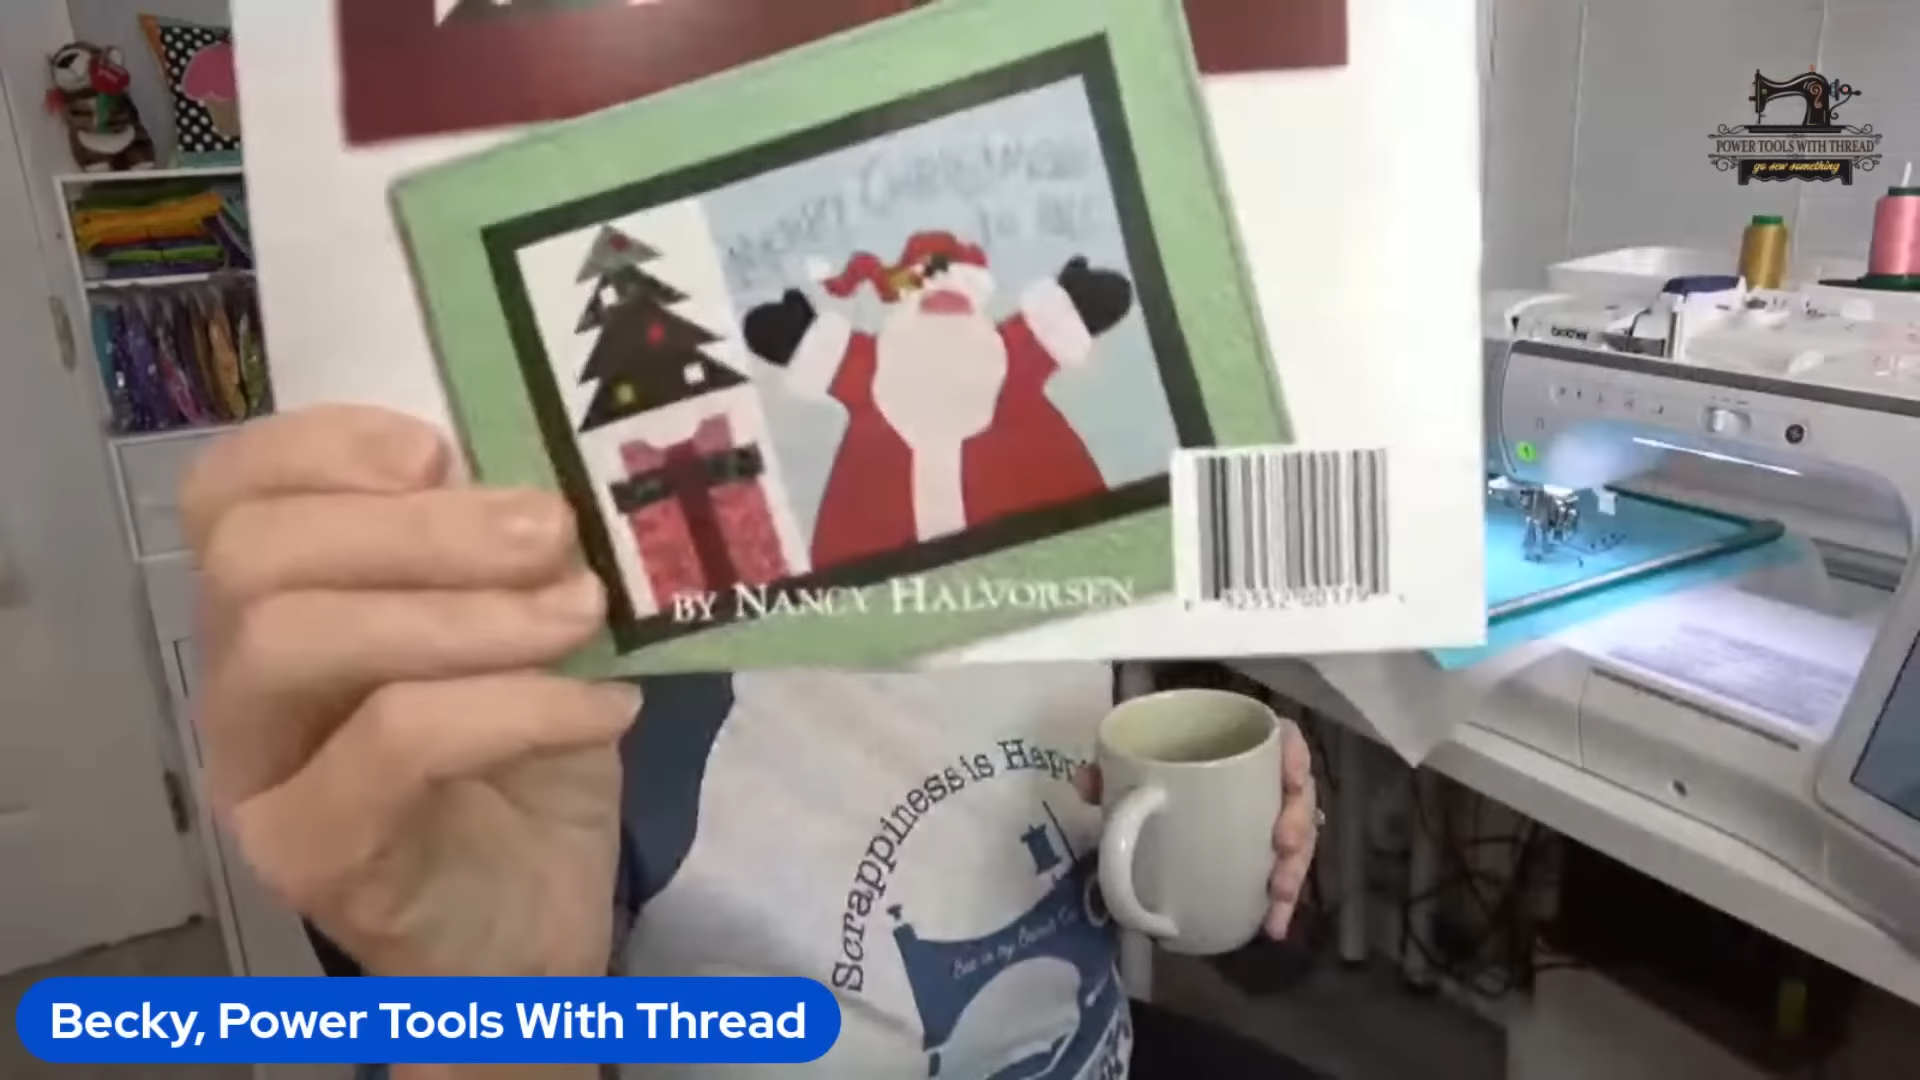 MERRY CHRISTMAS
TO ALL
BY NANCY HALVORSEN
POWER TOOLS WITH THREAD
go sew something
brother
Scrappiness is Happi
Becky, Power Tools With Thread